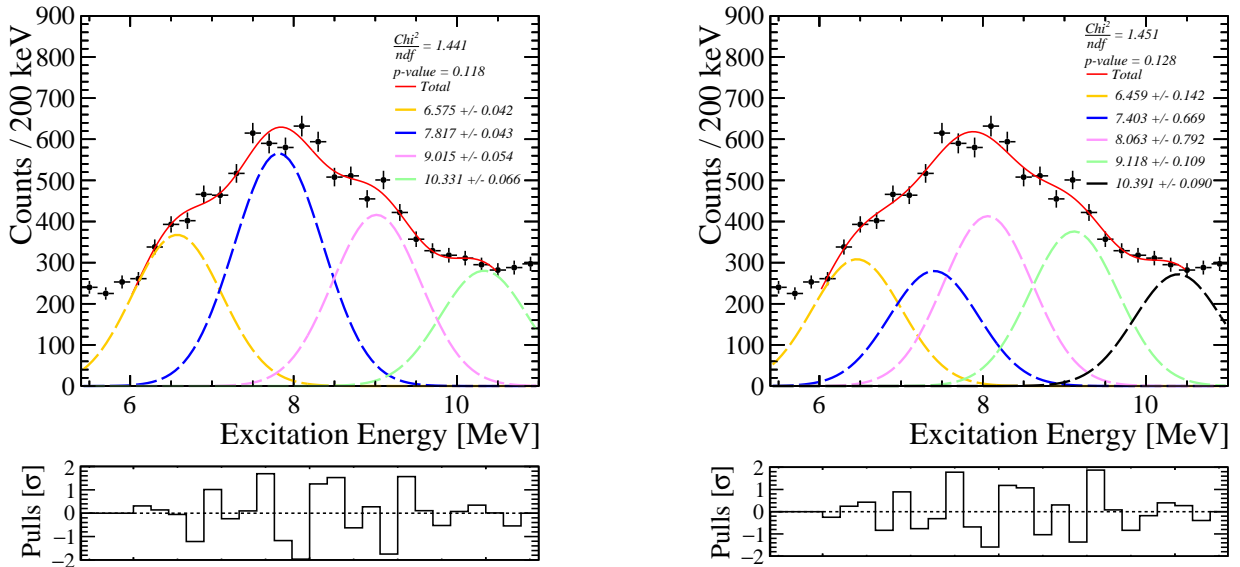 900
800
700
600
500
400
300
200
100
0
Counts / 200 keV
Chi²
ndf = 1.441
p-value = 0.118
Total
6.575 +/- 0.042
7.817 +/- 0.043
9.015 +/- 0.054
10.331 +/- 0.066
6 8 10
Excitation Energy [MeV]
2
1
0
−1
−2
Pulls [σ]
900
800
700
600
500
400
300
200
100
0
Counts / 200 keV
Chi²
ndf = 1.451
p-value = 0.128
Total
6.459 +/- 0.142
7.403 +/- 0.669
8.063 +/- 0.792
9.118 +/- 0.109
10.391 +/- 0.090
6 8 10
Excitation Energy [MeV]
2
1
0
−1
−2
Pulls [σ]